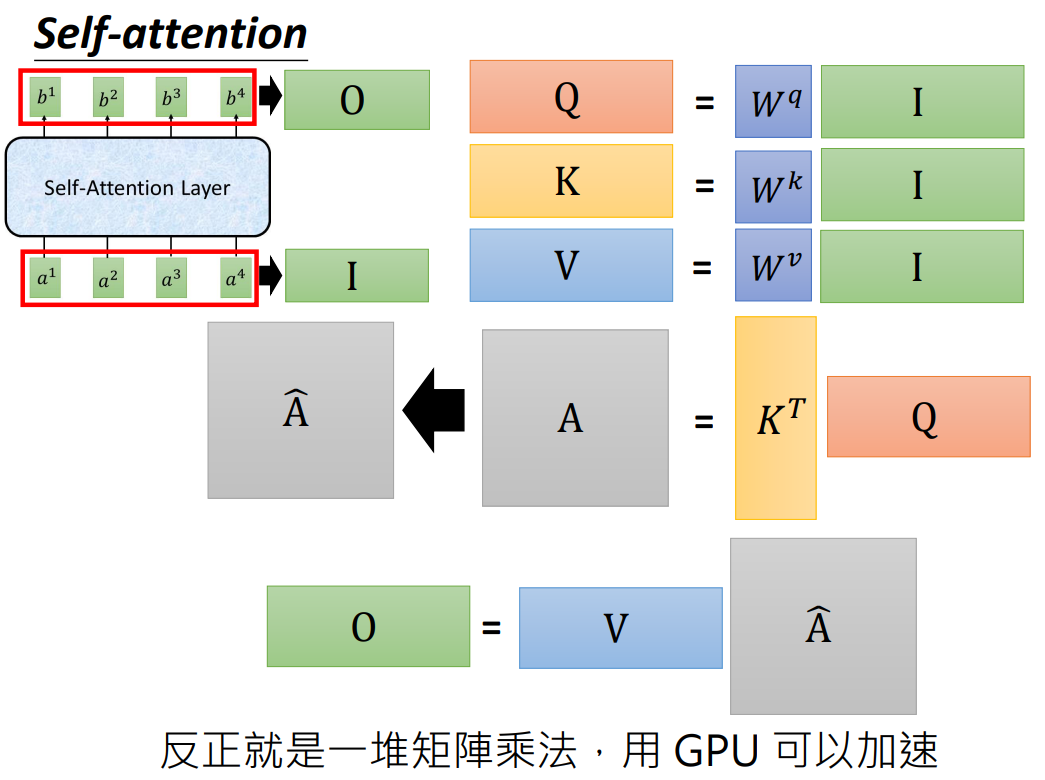 Self-attention
b¹ b² b³ b⁴ O
Self-Attention Layer
a¹ a² a³ a⁴ I
Q = W^q I
K = W^k I
V = W^v I
Â A = K^T Q
O = V Â
反正就是一堆矩陣乘法，用 GPU 可以加速